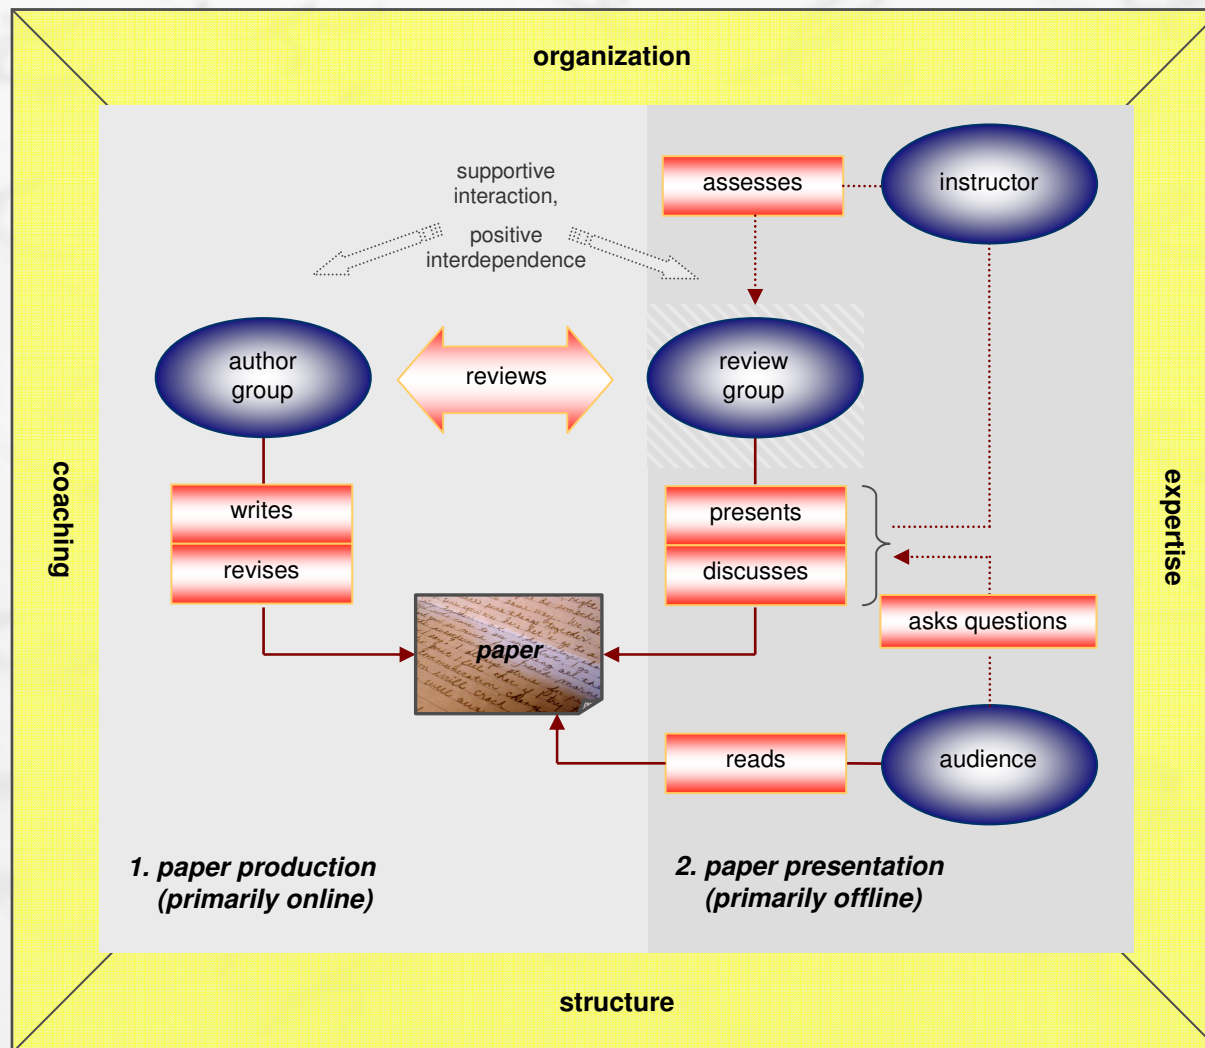 organization
supportive
interaction,
positive
interdependence
assesses
instructor
author
group
reviews
review
group
coaching
expertise
writes
revises
presents
discusses
asks questions
paper
reads
audience
1. paper production
(primarily online)
2. paper presentation
(primarily offline)
structure